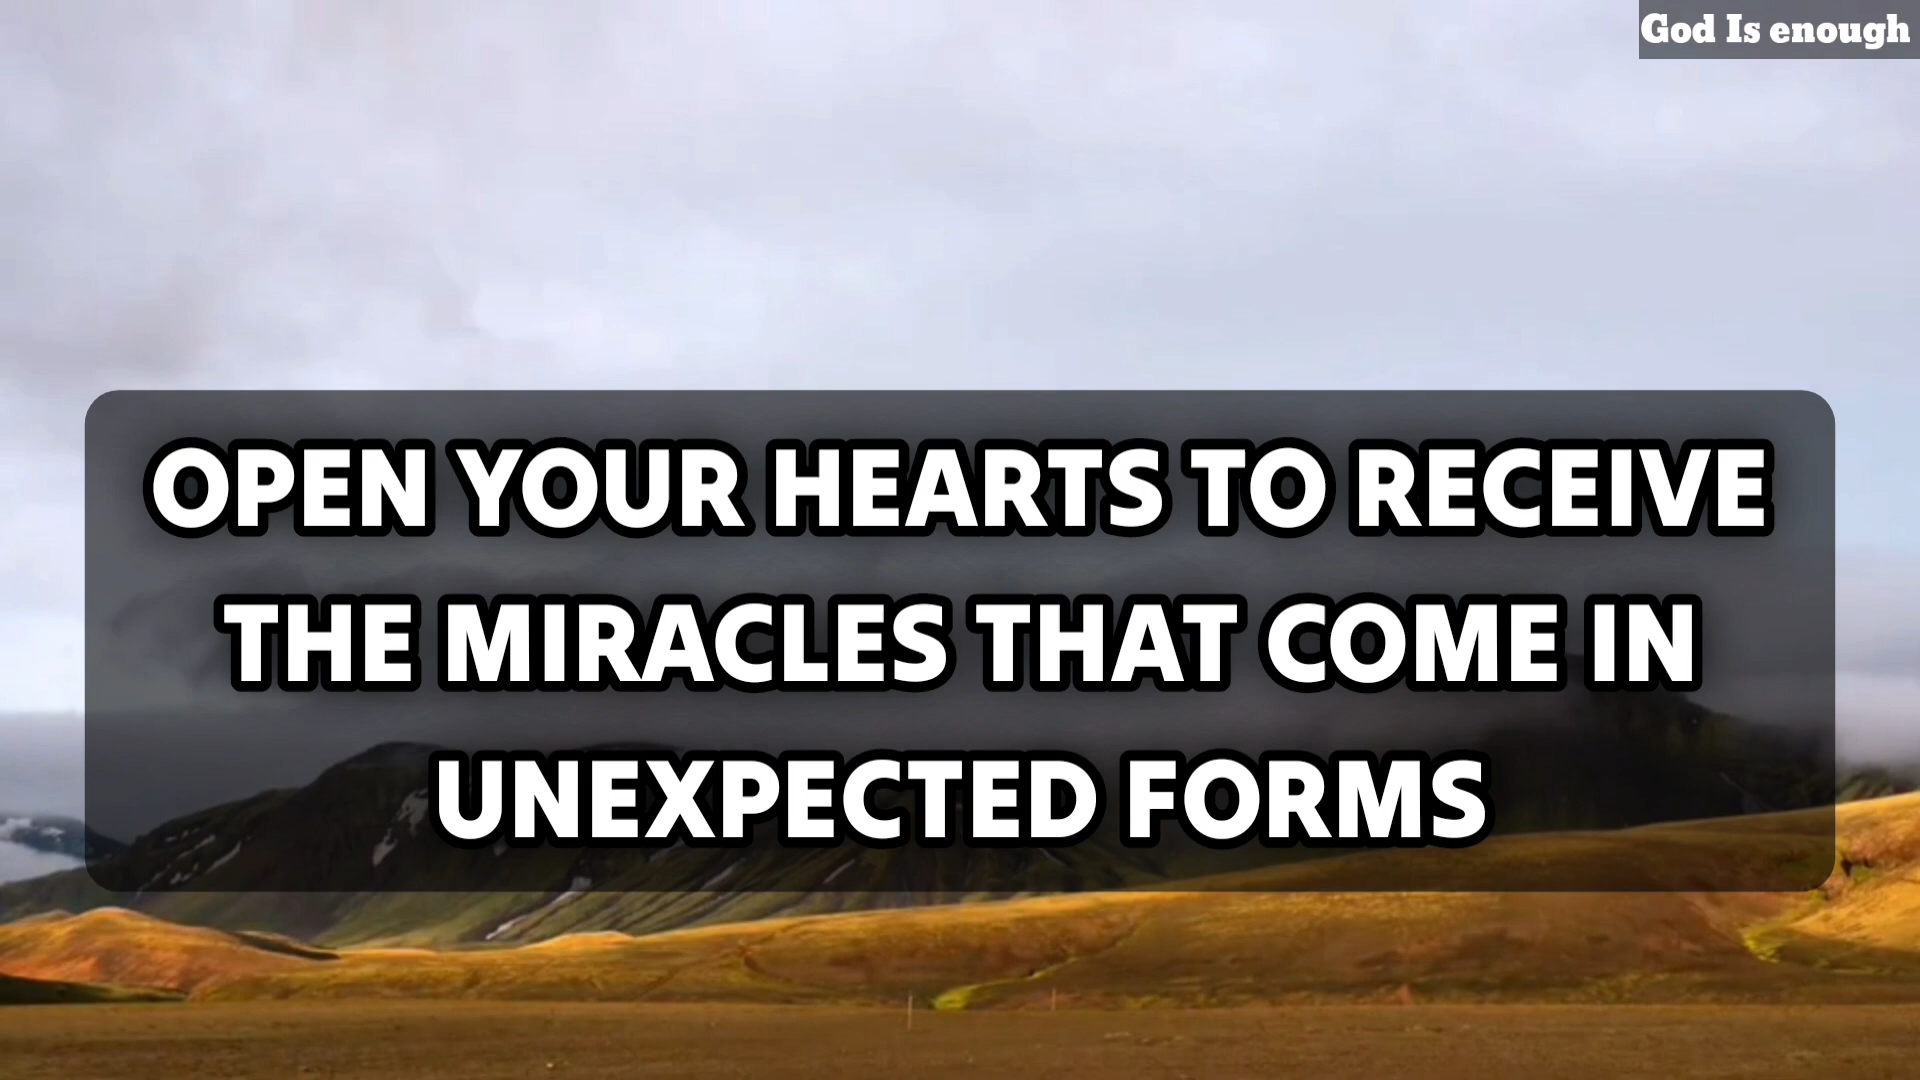 God Is enough
OPEN YOUR HEARTS TO RECEIVE
THE MIRACLES THAT COME IN
UNEXPECTED FORMS